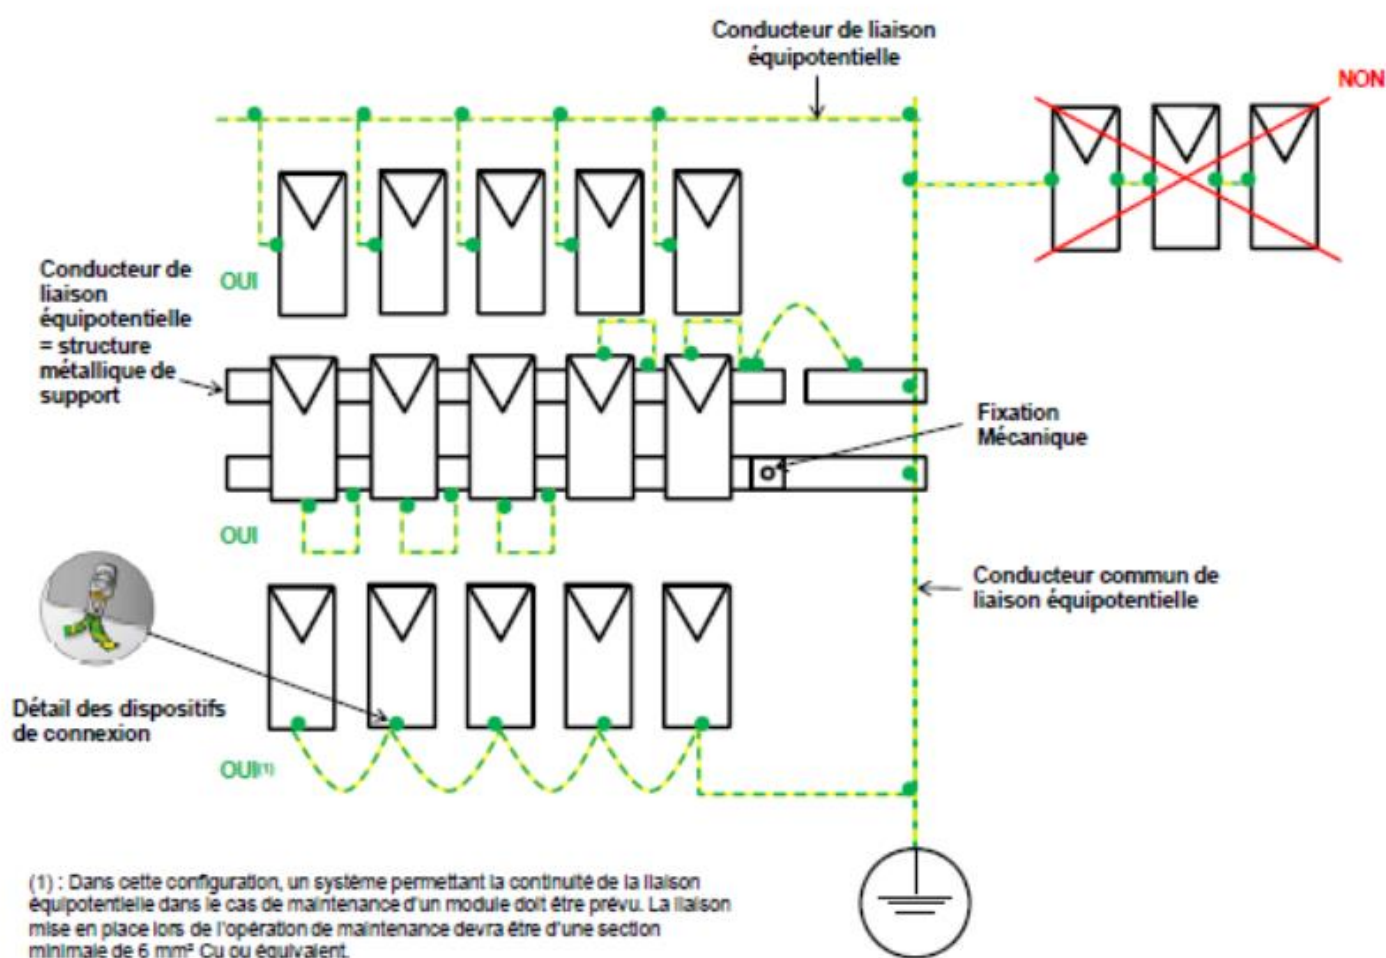 Conducteur de liaison
équipotentielle
NON
Conducteur de
liaison
équipotentielle
= structure
métallique de
support
OUI
Fixation
Mécanique
OUI
Conducteur commun de
liaison équipotentielle
Détail des dispositifs
de connexion
OUI(1)
(1) : Dans cette configuration, un système permettant la continuité de la liaison
équipotentielle dans le cas de maintenance d'un module doit être prévu. La liaison
mise en place lors de l'opération de maintenance devra être d'une section
minimale de 6 mm² Cu ou équivalent.